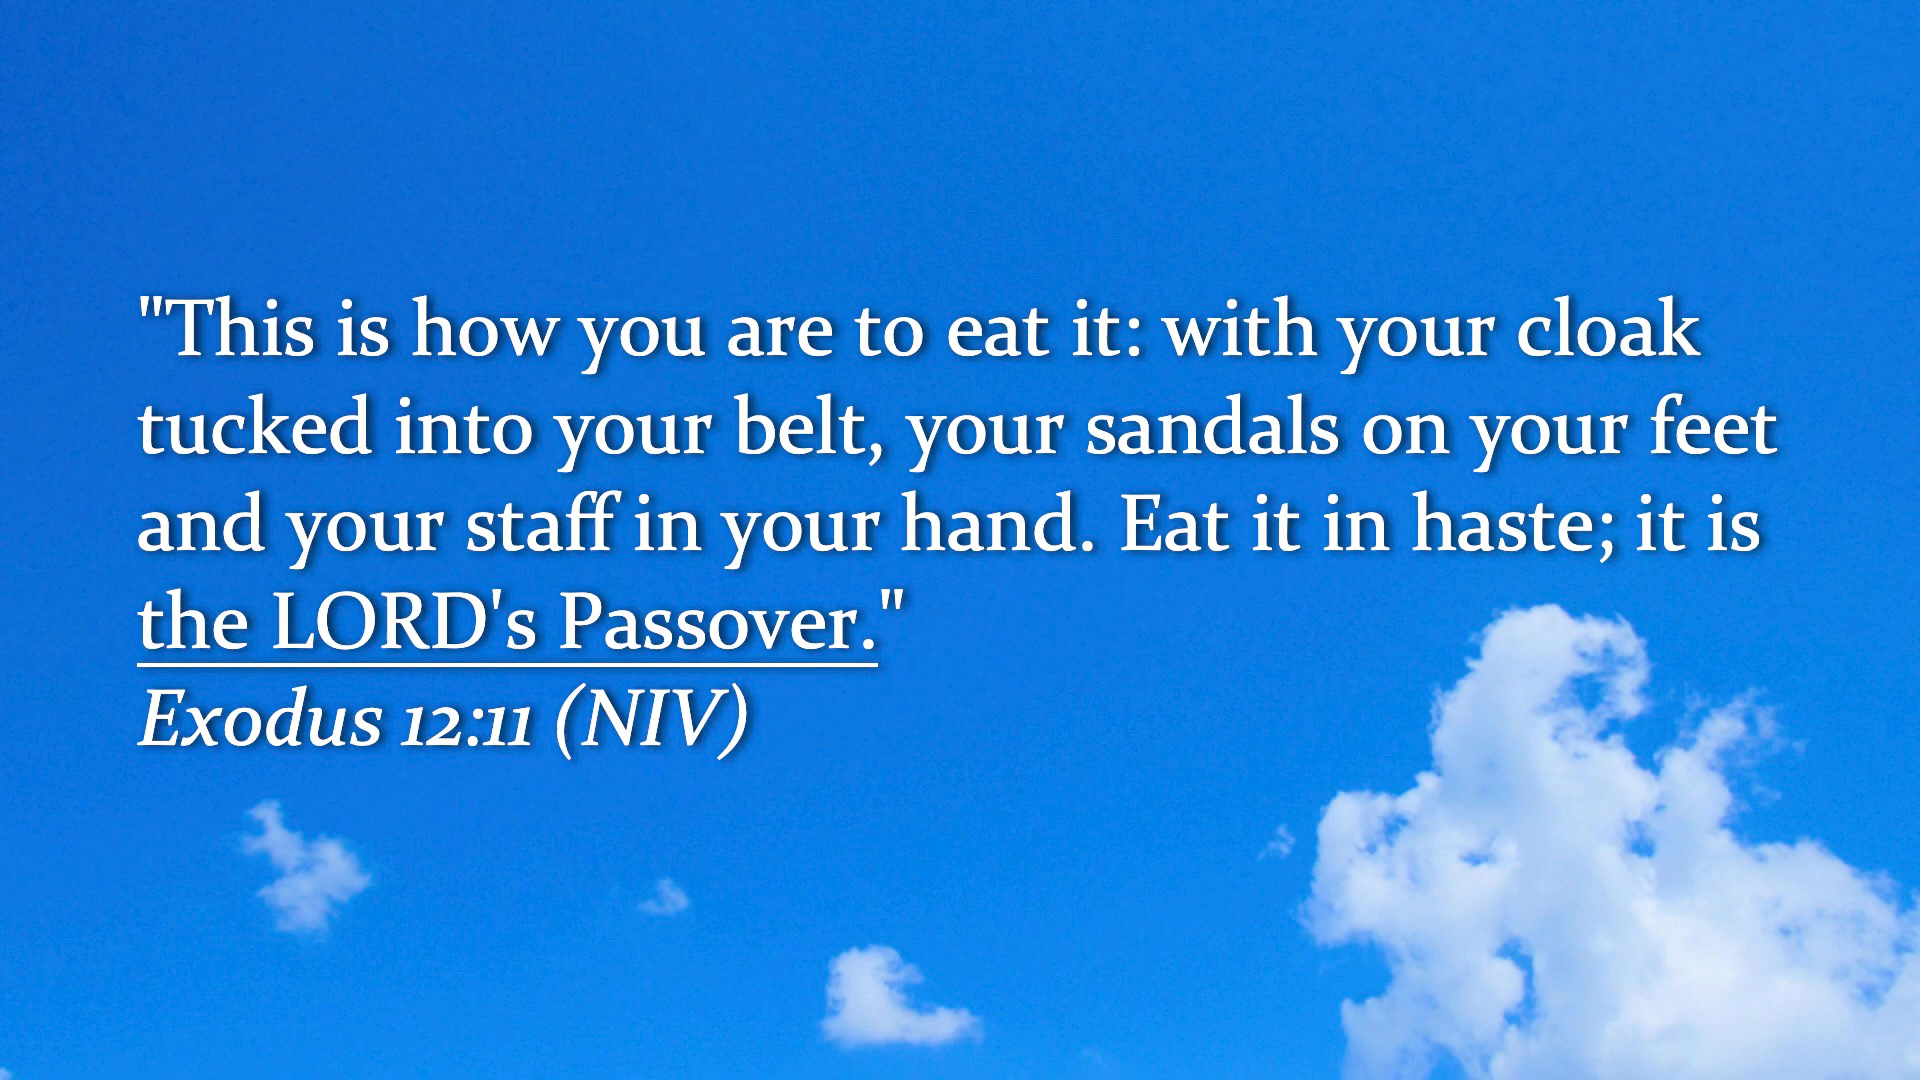 "This is how you are to eat it: with your cloak
tucked into your belt, your sandals on your feet
and your staff in your hand. Eat it in haste; it is
the LORD's Passover."
Exodus 12:11 (NIV)